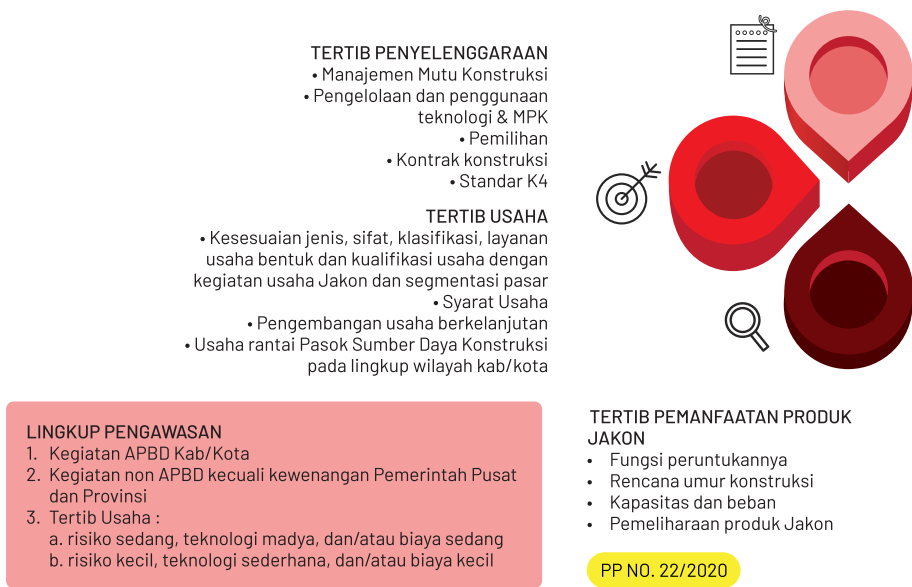 TERTIB PENYELENGGARAAN
• Manajemen Mutu Konstruksi
• Pengelolaan dan penggunaan
teknologi & MPK
• Pemilihan
• Kontrak konstruksi
• Standar K4
TERTIB USAHA
• Kesesuaian jenis, sifat, klasifikasi, layanan
usaha bentuk dan kualifikasi usaha dengan
kegiatan usaha Jakon dan segmentasi pasar
• Syarat Usaha
• Pengembangan usaha berkelanjutan
• Usaha rantai Pasok Sumber Daya Konstruksi
pada lingkup wilayah kab/kota
LINGKUP PENGAWASAN
1. Kegiatan APBD Kab/Kota
2. Kegiatan non APBD kecuali kewenangan Pemerintah Pusat
dan Provinsi
3. Tertib Usaha :
a. risiko sedang, teknologi madya, dan/atau biaya sedang
b. risiko kecil, teknologi sederhana, dan/atau biaya kecil
TERTIB PEMANFAATAN PRODUK
JAKON
• Fungsi peruntukannya
• Rencana umur konstruksi
• Kapasitas dan beban
• Pemeliharaan produk Jakon
PP NO. 22/2020